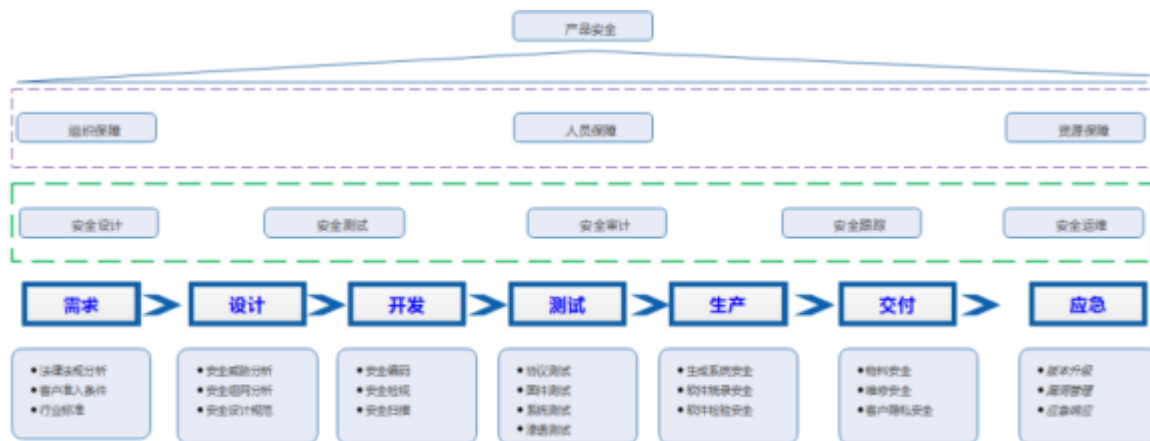 产品安全
组织保障 人员保障 资源保障
安全设计 安全测试 安全审计 安全跟踪 安全运维
需求 设计 开发 测试 生产 交付 应急
法律法规分析
客户准入条件
行业标准
安全威胁分析
安全组网分析
安全设计规范
安全编码
安全检视
安全扫描
协议测试
固件测试
系统测试
渗透测试
生成系统安全
软件烧录安全
软件检验安全
物料安全
维修安全
客户隐私安全
版本升级
漏洞管理
应急响应